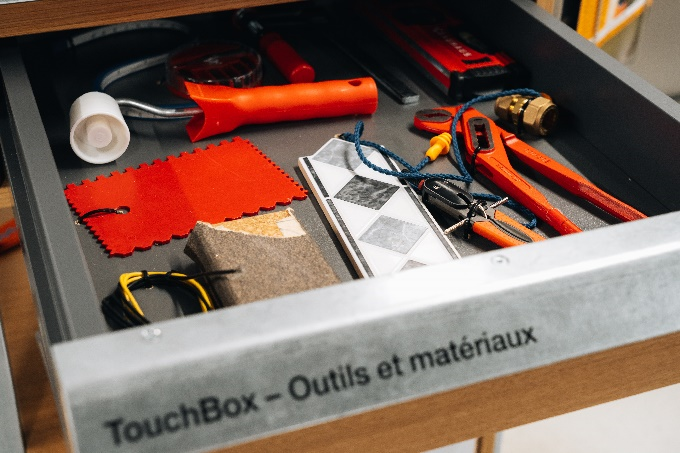 TouchBox – Outils et matériaux